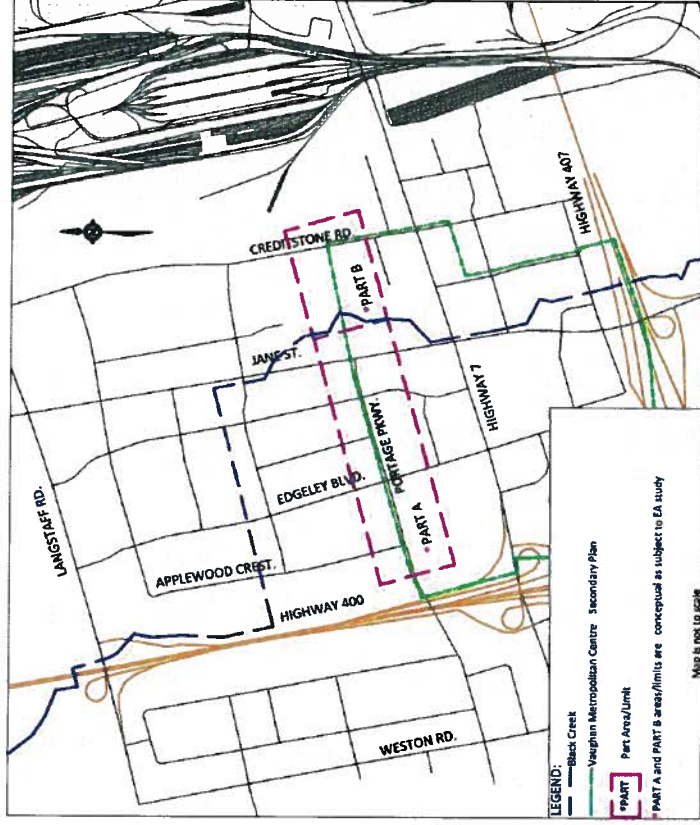 LANGSTAFF RD.
CREDITSTONE RD.
HIGHWAY 407
PART B
JANE ST.
HIGHWAY 7
PORTAGE PKWY.
EDGELEY BLVD.
PART A
APPLEWOOD CREST.
HIGHWAY 400
WESTON RD.
LEGEND:
Black Creek
Vaughan Metropolitan Centre Secondary Plan
*PART Part Area/Limit
* PART A and PART B areas/limits are conceptual as subject to EA study
Map is not to scale